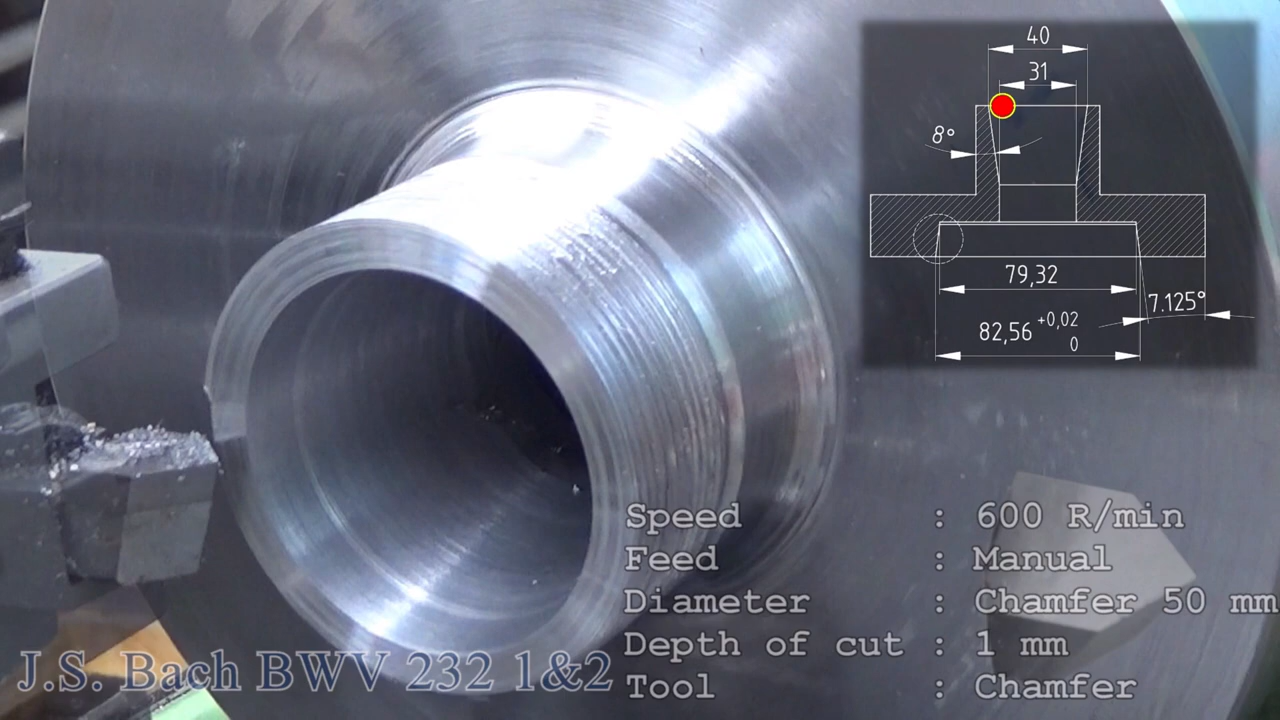 40
31
8°
79,32
7.125°
82,56 +0,02
0
Speed : 600 R/min
Feed : Manual
Diameter : Chamfer 50 mm
Depth of cut : 1 mm
Tool : Chamfer
J.S. Bach BWV 232 1&2